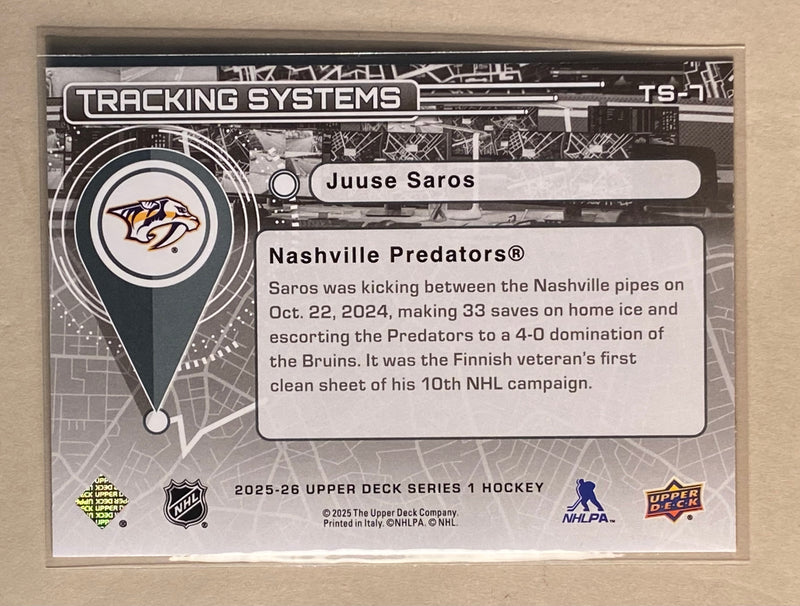 TRACKING SYSTEMS
TS-7
Juuse Saros
Nashville Predators®
Saros was kicking between the Nashville pipes on
Oct. 22, 2024, making 33 saves on home ice and
escorting the Predators to a 4-0 domination of
the Bruins. It was the Finnish veteran's first
clean sheet of his 10th NHL campaign.
2025-26 UPPER DECK SERIES 1 HOCKEY
© 2025 The Upper Deck Company.
Printed in Italy. ©NHLPA. © NHL.
NHL
NHLPA™
UPPER
DECK